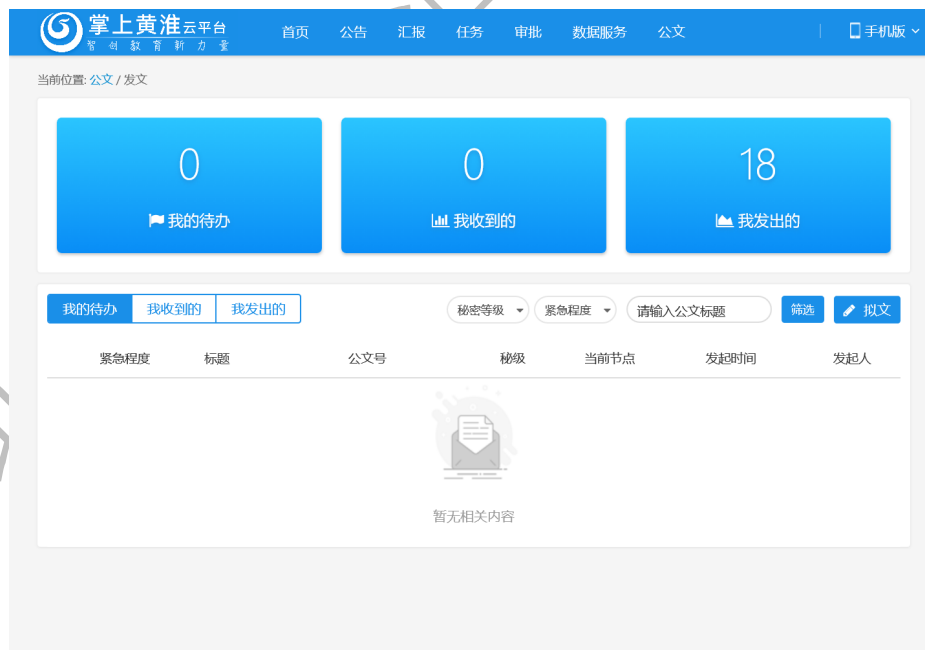 掌上黄淮云平台
智创教育新力量
首页 公告 汇报 任务 审批 数据服务 公文 手机版
当前位置: 公文 / 发文
0 0 18
我的待办 我收到的 我发出的
我的待办 我收到的 我发出的 秘密等级 紧急程度 请输入公文标题 筛选 拟文
紧急程度 标题 公文号 秘级 当前节点 发起时间 发起人
暂无相关内容